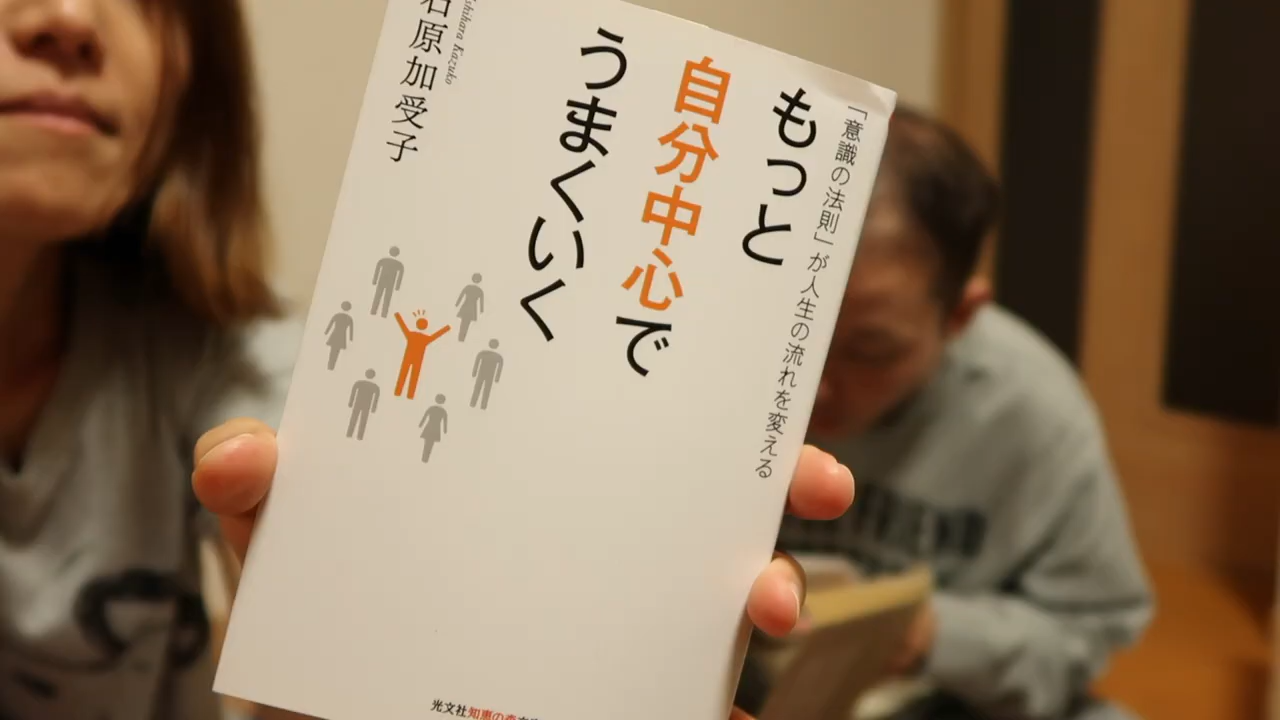 「意識の法則」が人生の流れを変える
もっと
自分中心で
うまくいく
石原加受子
Ishihara Kazuko
光文社知恵の森文庫